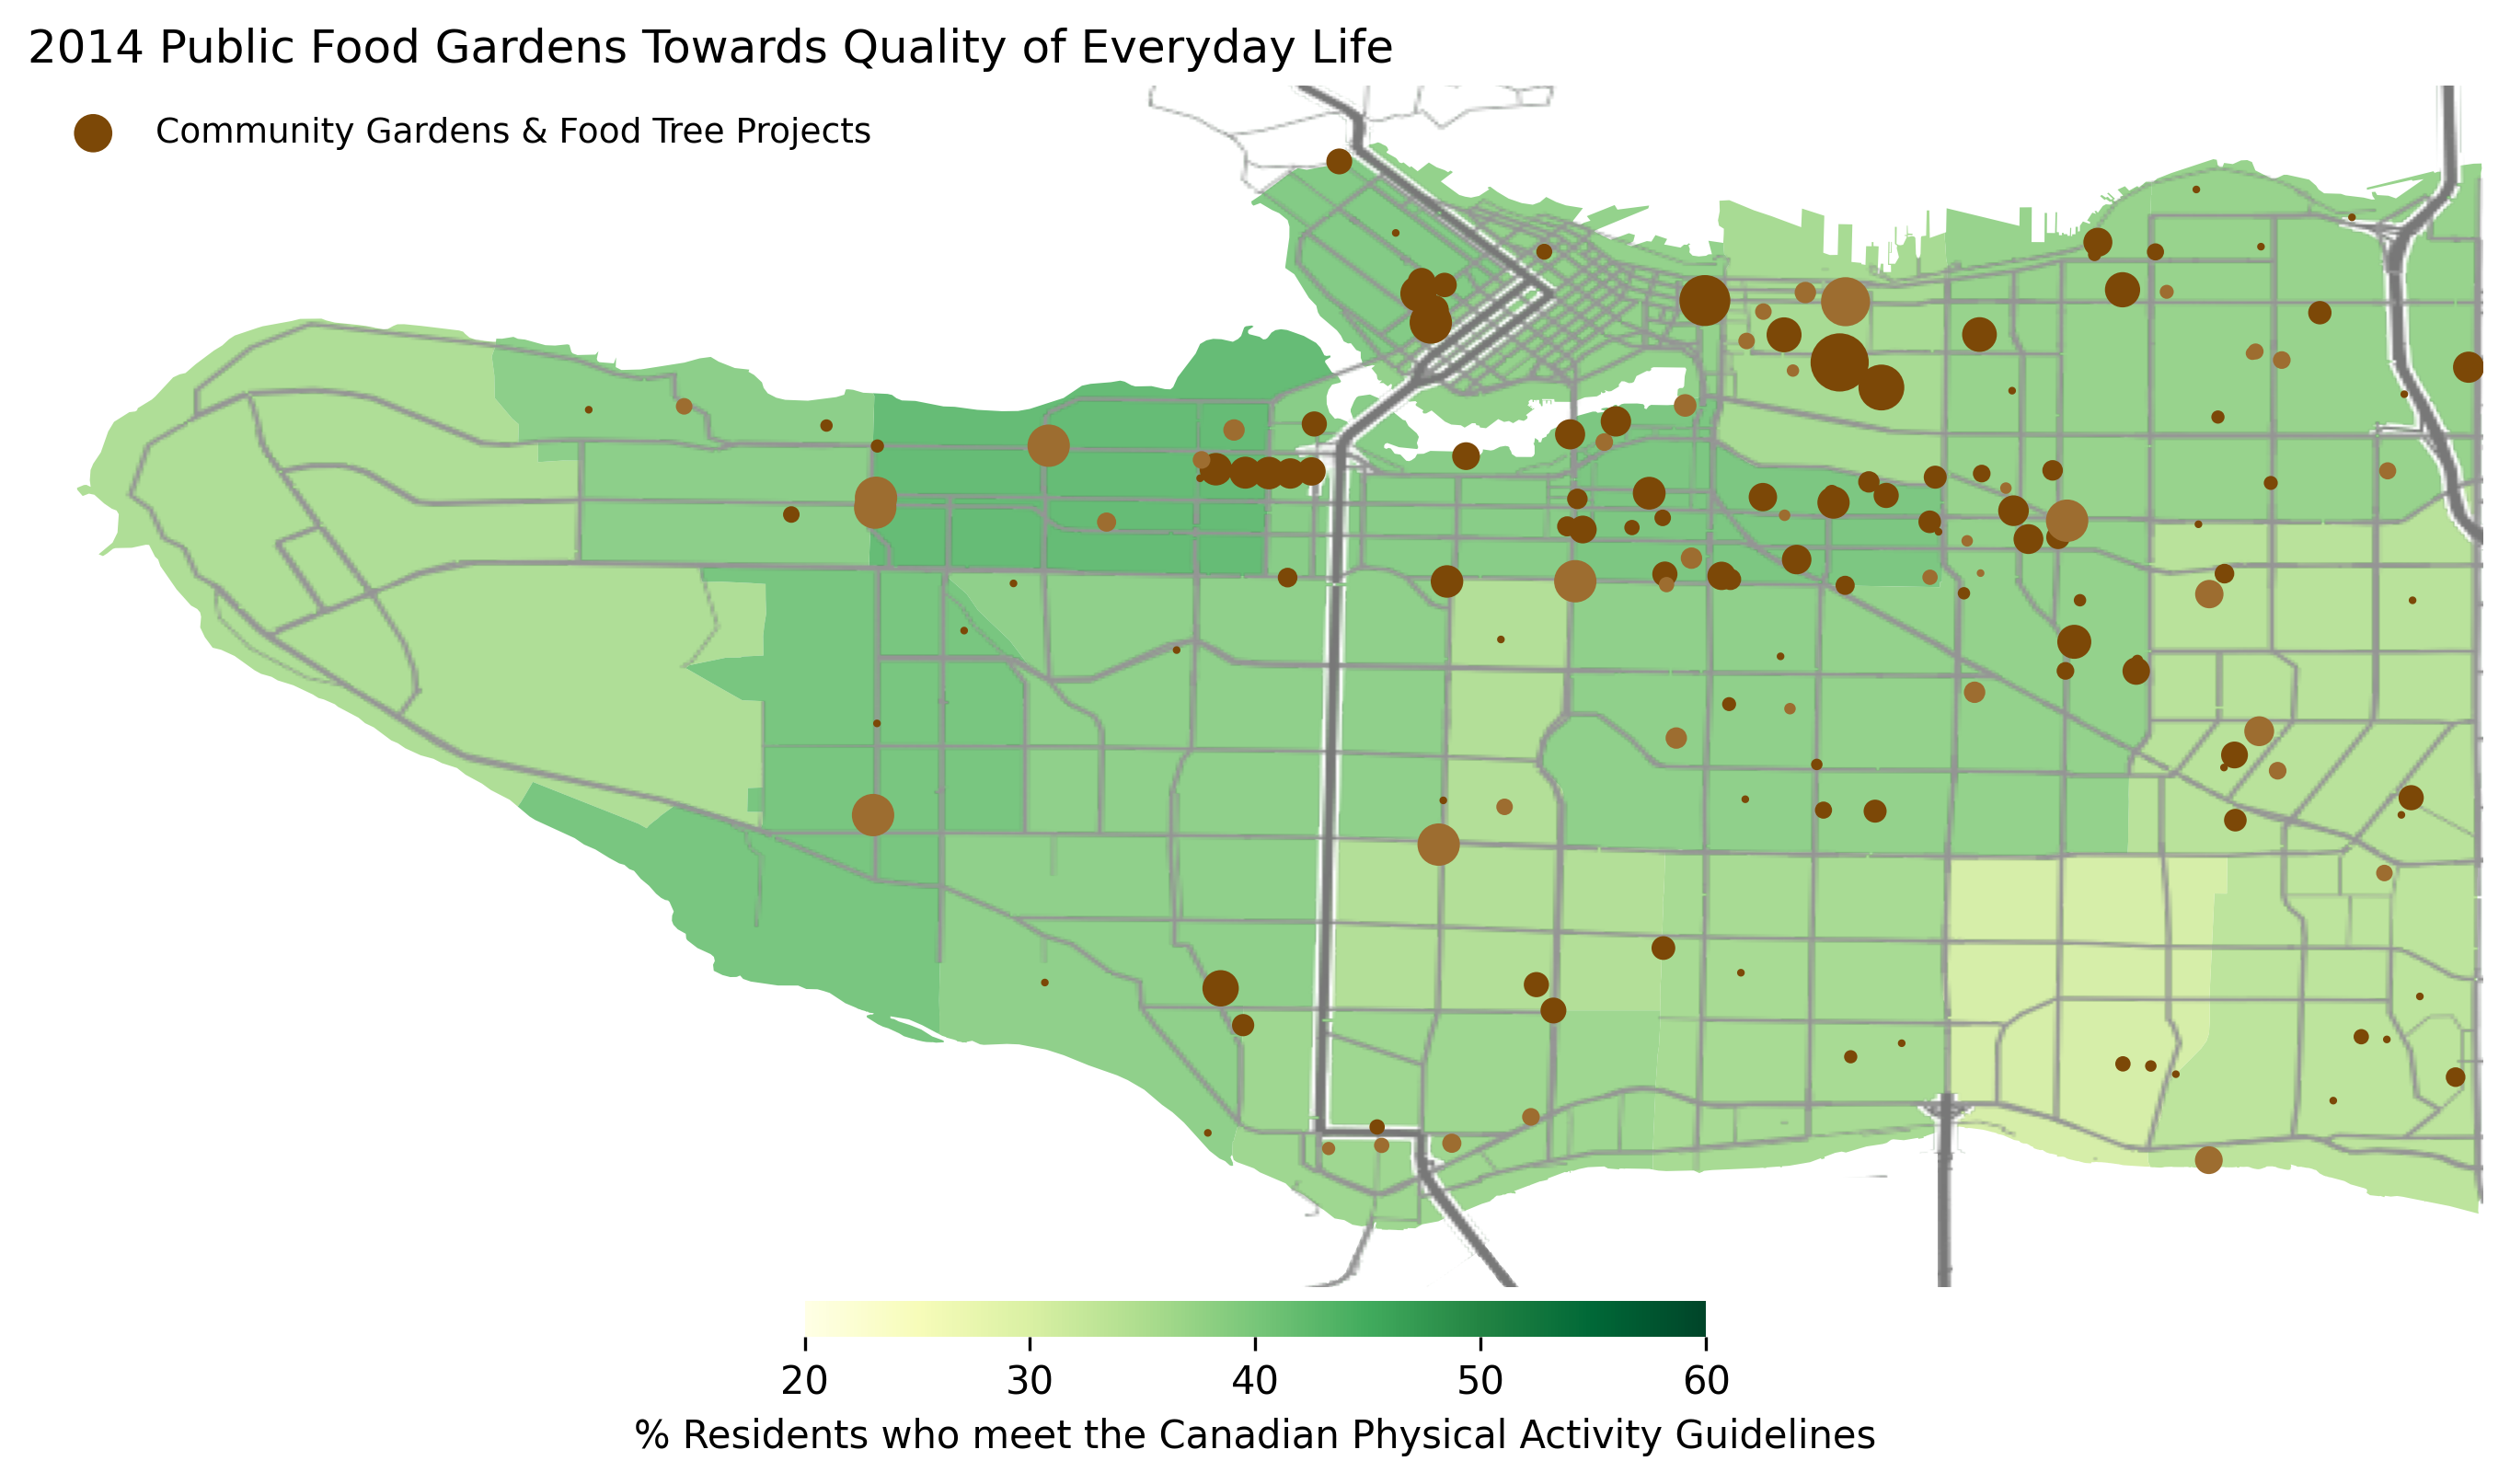 2014 Public Food Gardens Towards Quality of Everyday Life
Community Gardens & Food Tree Projects
20 30 40 50 60
% Residents who meet the Canadian Physical Activity Guidelines